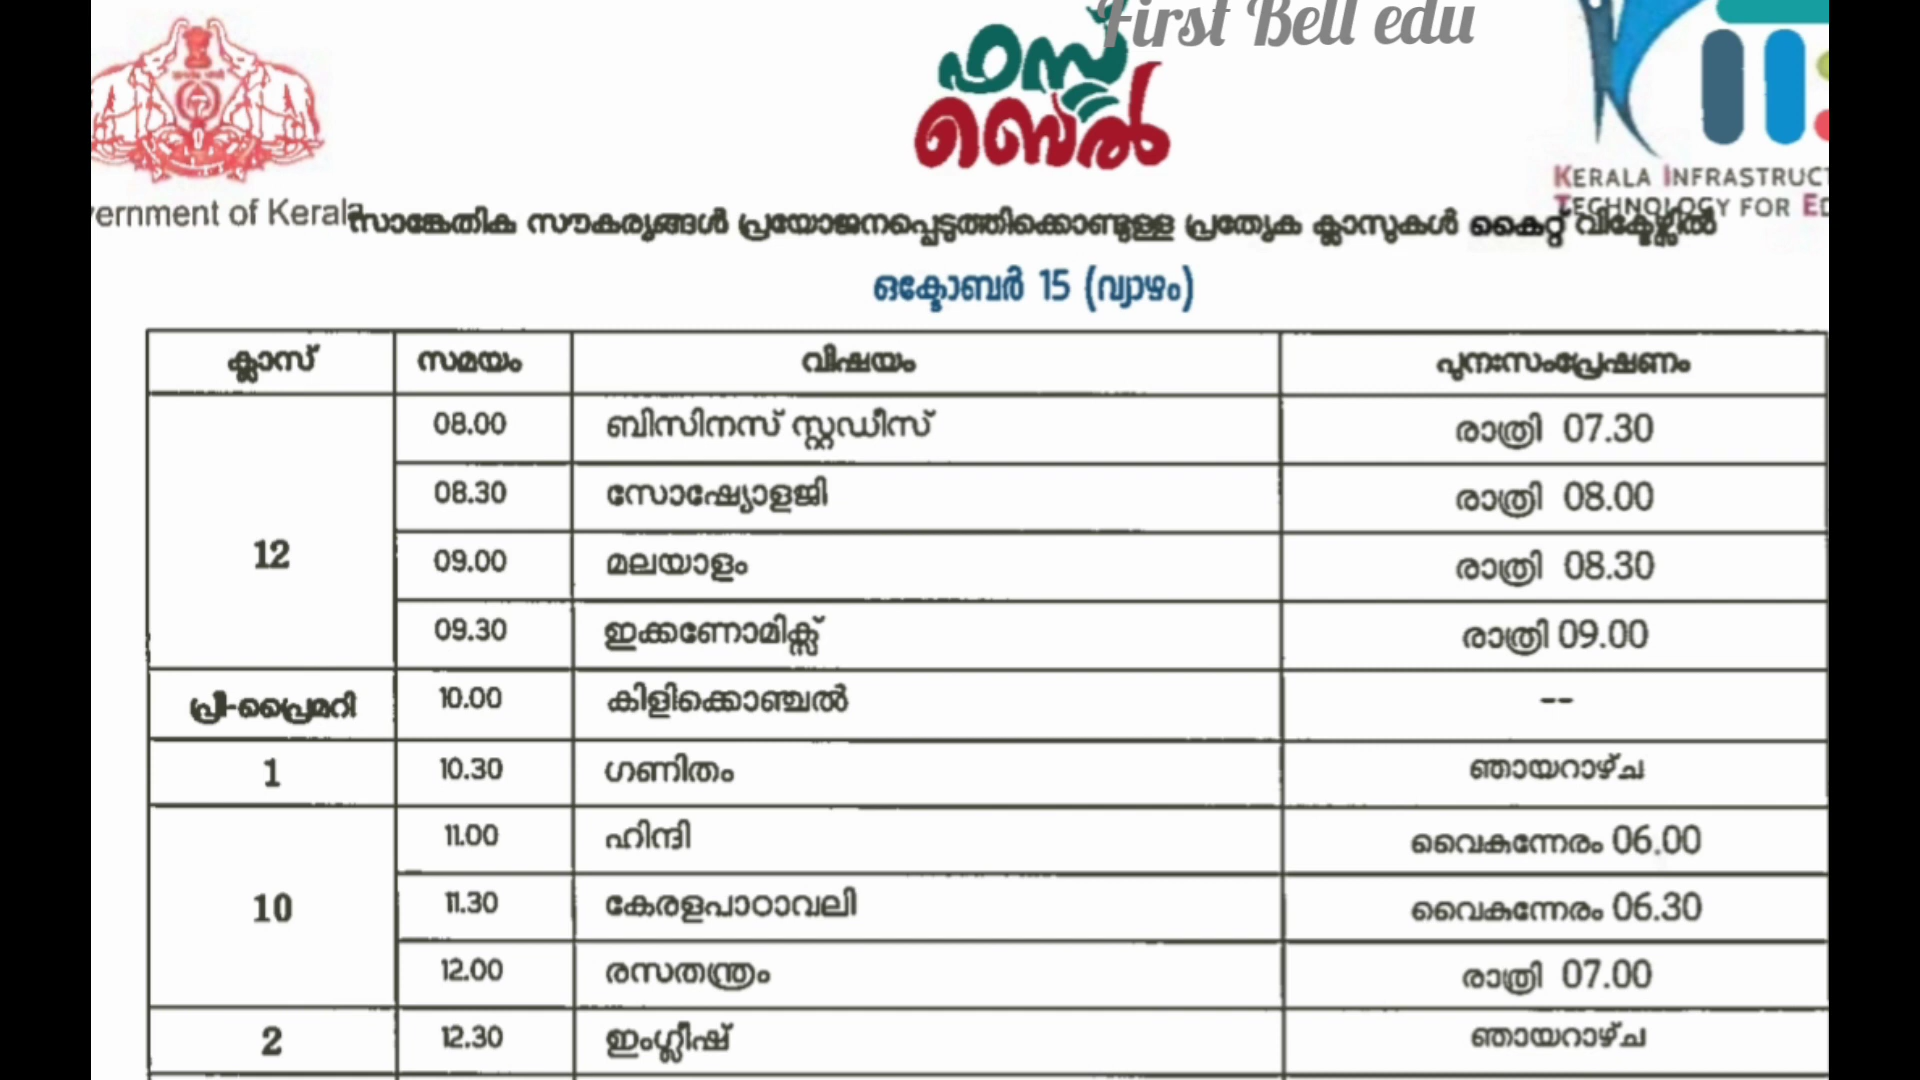 First Bell edu
ഫസ്റ്റ്
ബെൽ
ernment of Kerala
KERALA INFRASTRUCT
TECHNOLOGY FOR ED
സാങ്കേതിക സൗകര്യങ്ങൾ പ്രയോജനപ്പെടുത്തിക്കൊണ്ടുള്ള പ്രത്യേക ക്ലാസുകൾ കൈറ്റ് വിക്ടേഴ്സിൽ
ഒക്ടോബർ 15 (വ്യാഴം)
ക്ലാസ് സമയം വിഷയം പുനഃസംപ്രേഷണം
08.00 ബിസിനസ് സ്റ്റഡീസ് രാത്രി 07.30
08.30 സോഷ്യോളജി രാത്രി 08.00
12
09.00 മലയാളം രാത്രി 08.30
09.30 ഇക്കണോമിക്സ് രാത്രി 09.00
പ്രീ-പ്രൈമറി 10.00 കിളിക്കൊഞ്ചൽ --
1 10.30 ഗണിതം ഞായറാഴ്ച
11.00 ഹിന്ദി വൈകുന്നേരം 06.00
10 11.30 കേരളപാഠാവലി വൈകുന്നേരം 06.30
12.00 രസതന്ത്രം രാത്രി 07.00
2 12.30 ഇംഗ്ലീഷ് ഞായറാഴ്ച